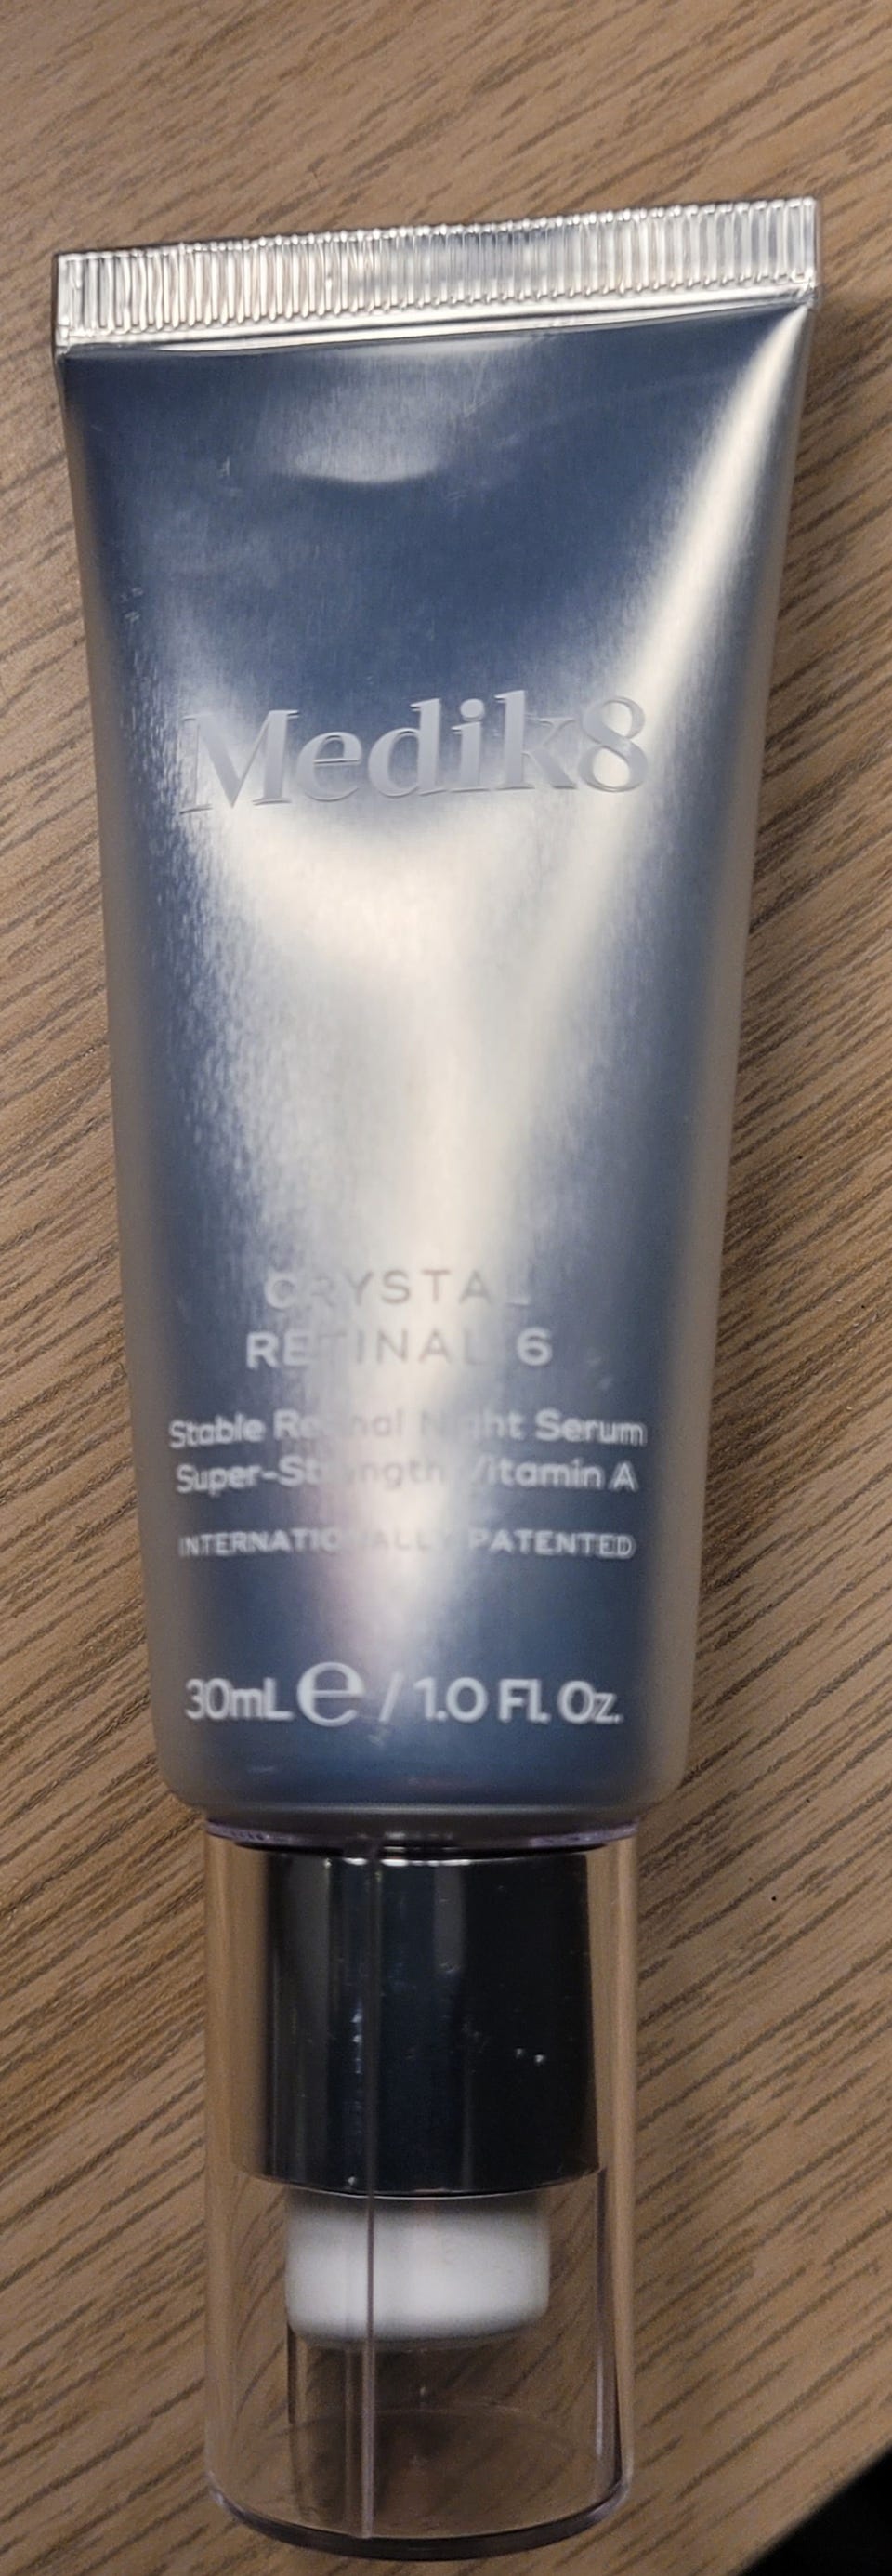 Medik8
CRYSTAL
RETINAL 6
Stable Retinal Night Serum
Super-Strength Vitamin A
INTERNATIONALLY PATENTED
30mL℮ / 1.0 Fl. Oz.